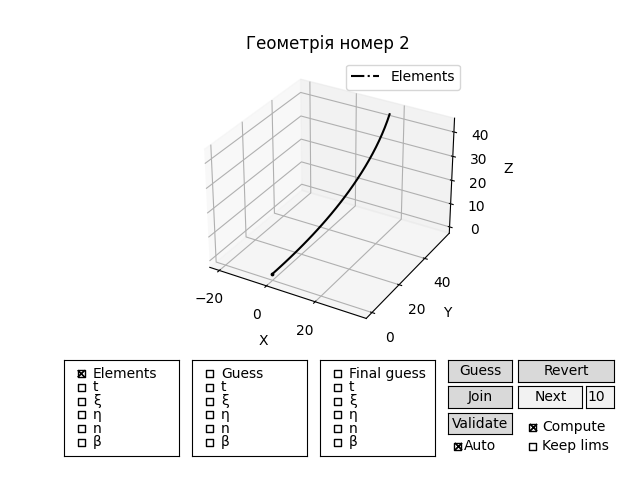 Геометрія номер 2
Elements
40
30
20
10
0
Z
−20
0
20
X
0
20
40
Y
Elements
t
ξ
η
n
β
Guess
t
ξ
η
n
β
Final guess
t
ξ
η
n
β
Guess
Revert
Join
Next
10
Validate
Compute
Auto
Keep lims